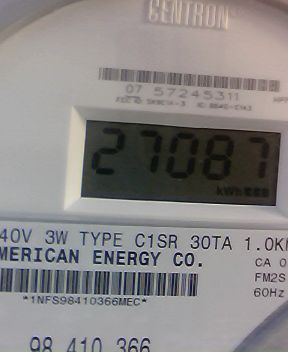 CENTRON
07 57245311
27087
kWh
40V 3W TYPE C1SR 30TA 1.0K
MERICAN ENERGY CO.
CA 0
FM2S
60Hz
*1NFS98410366MEC*
98 410 366